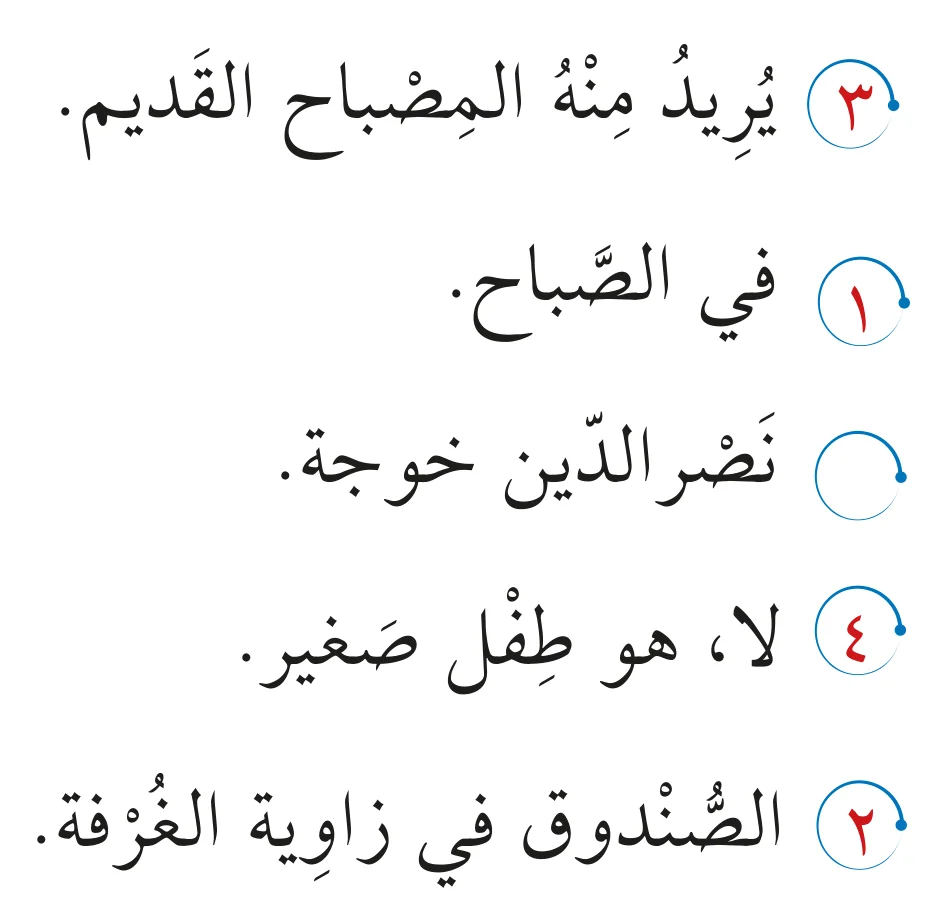 ٣ يُرِيدُ مِنْهُ المِصْباح القَديم.
١ في الصَّباح.
نَصْر الدّين خوجة.
٤ لا، هو طِفْل صَغير.
٢ الصُّنْدوق في زاوِية الغُرْفة.